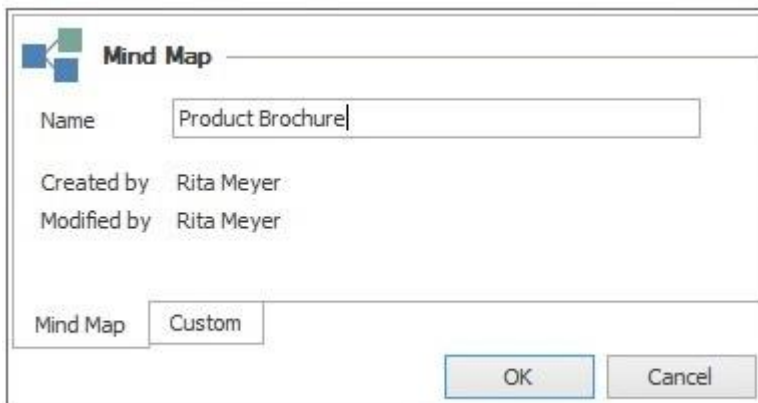 Mind Map
Name Product Brochure
Created by Rita Meyer
Modified by Rita Meyer
Mind Map Custom
OK Cancel